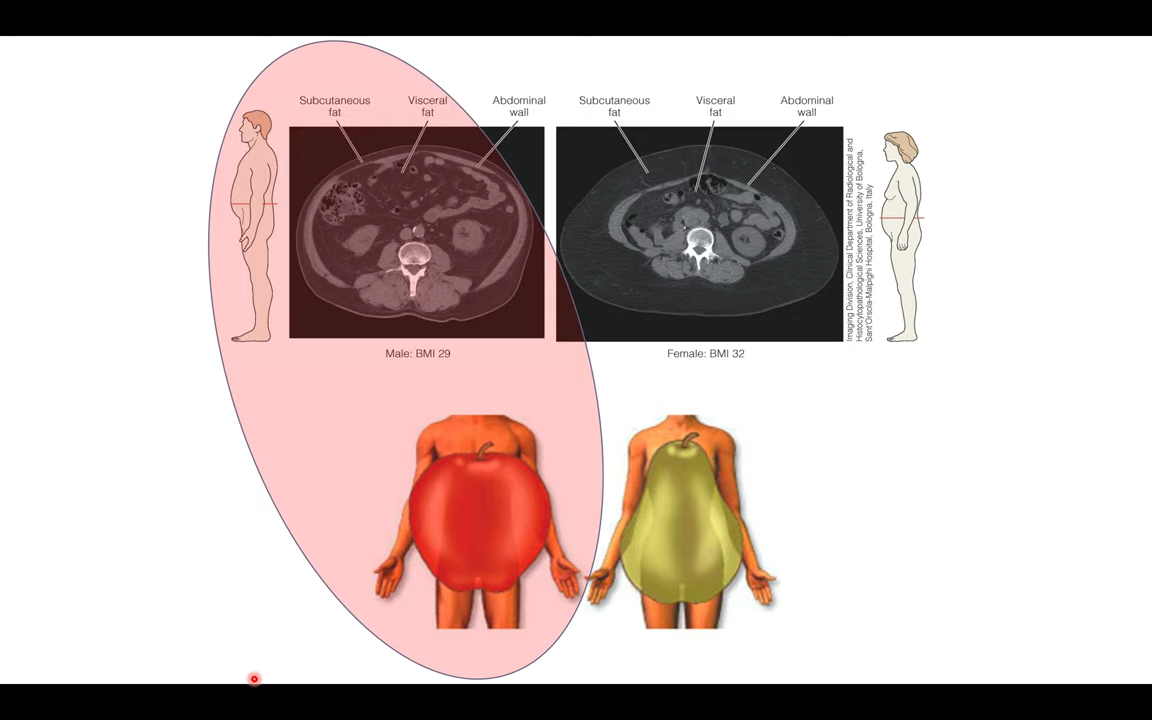 Subcutaneous
fat
Visceral
fat
Abdominal
wall
Subcutaneous
fat
Visceral
fat
Abdominal
wall
Imaging Division, Clinical Department of Radiological and
Histocytopathological Sciences, University of Bologna,
Sant'Orsola-Malpighi Hospital, Bologna, Italy
Male: BMI 29
Female: BMI 32